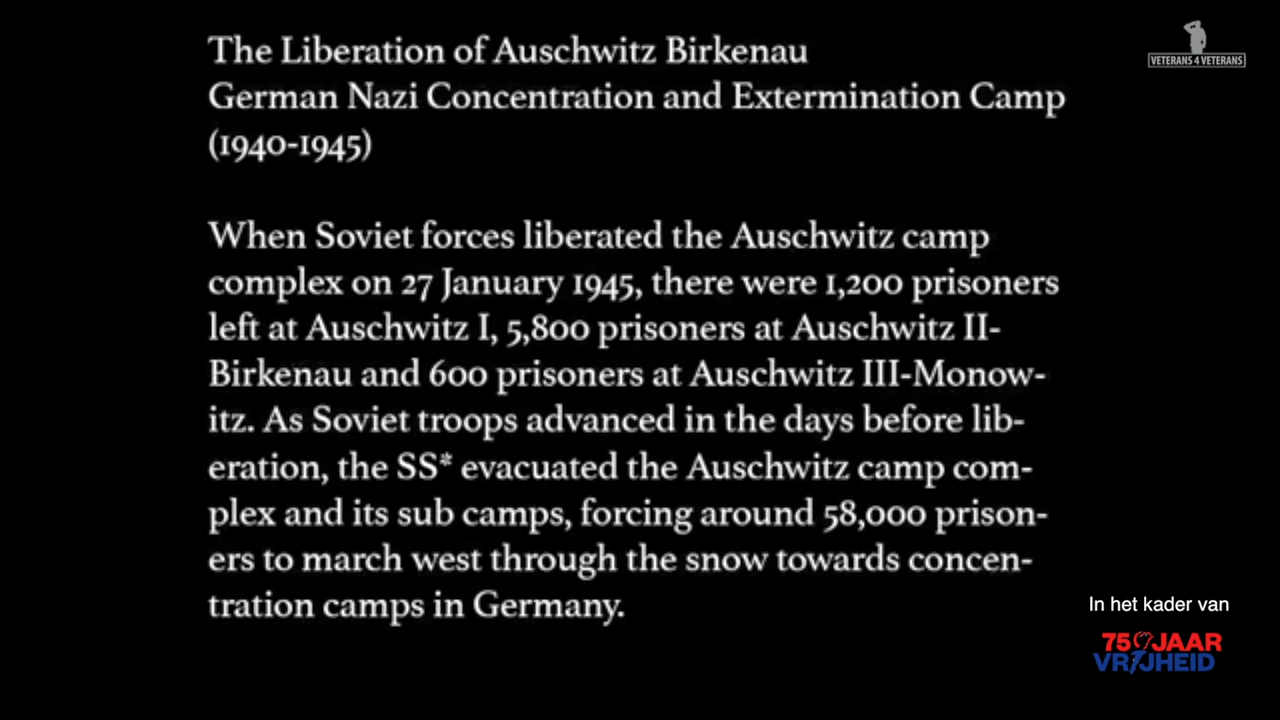 The Liberation of Auschwitz Birkenau
German Nazi Concentration and Extermination Camp
(1940-1945)
When Soviet forces liberated the Auschwitz camp
complex on 27 January 1945, there were 1,200 prisoners
left at Auschwitz I, 5,800 prisoners at Auschwitz II-
Birkenau and 600 prisoners at Auschwitz III-Monow-
itz. As Soviet troops advanced in the days before lib-
eration, the SS* evacuated the Auschwitz camp com-
plex and its sub camps, forcing around 58,000 prison-
ers to march west through the snow towards concen-
tration camps in Germany.
VETERANS 4 VETERANS
In het kader van
75 JAAR
VRIJHEID